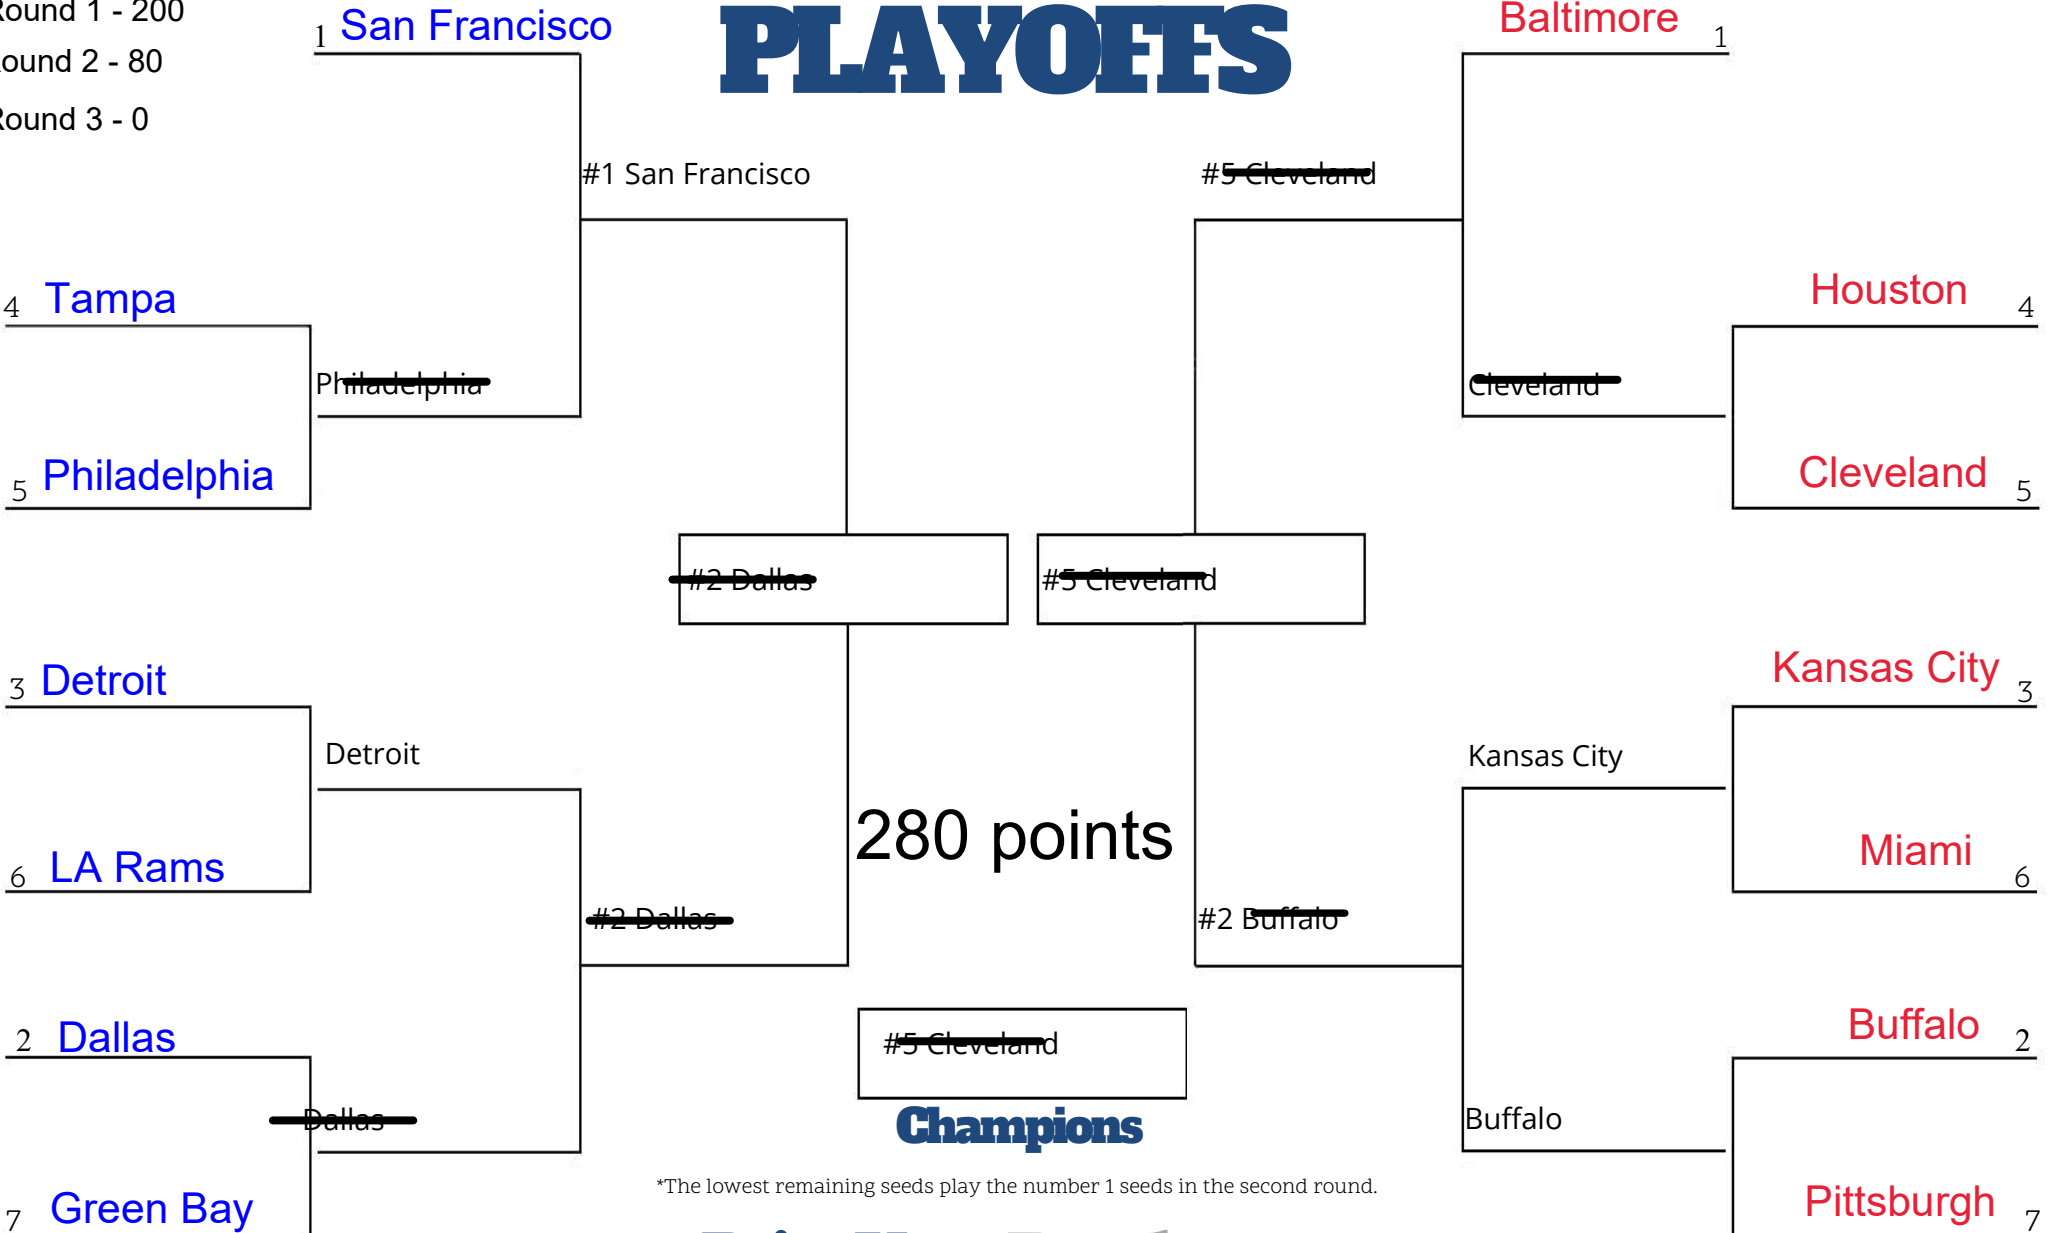 Round 1 - 200
Round 2 - 80
Round 3 - 0
PLAYOFFS
1 San Francisco
Baltimore 1
#1 San Francisco
#5 Cleveland
4 Tampa
Houston 4
Philadelphia
Cleveland
5 Philadelphia
Cleveland 5
#2 Dallas
#5 Cleveland
3 Detroit
Kansas City 3
Detroit
Kansas City
280 points
6 LA Rams
Miami 6
#2 Dallas
#2 Buffalo
2 Dallas
Buffalo 2
#5 Cleveland
Champions
Dallas
Buffalo
*The lowest remaining seeds play the number 1 seeds in the second round.
7 Green Bay
Pittsburgh 7